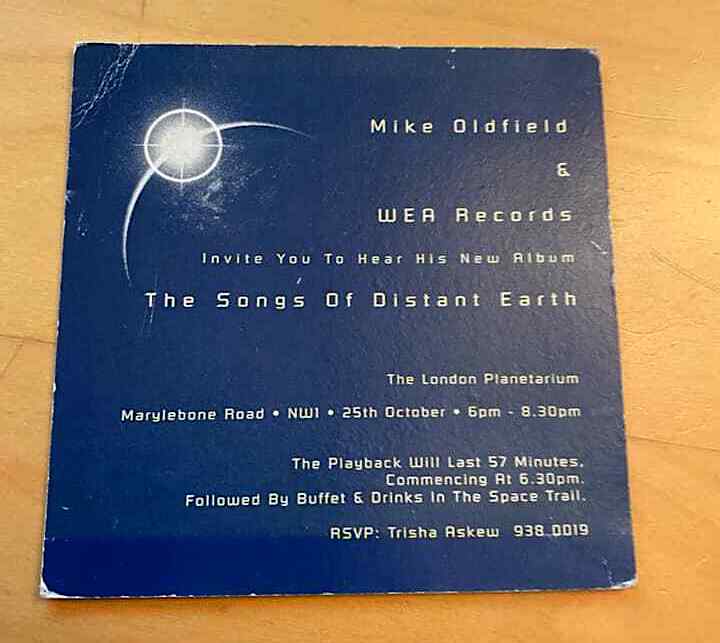 Mike Oldfield
&
WEA Records
Invite You To Hear His New Album
The Songs Of Distant Earth
The London Planetarium
Marylebone Road • NW1 • 25th October • 6pm - 8.30pm
The Playback Will Last 57 Minutes,
Commencing At 6.30pm.
Followed By Buffet & Drinks In The Space Trail.
RSVP: Trisha Askew 938 0019